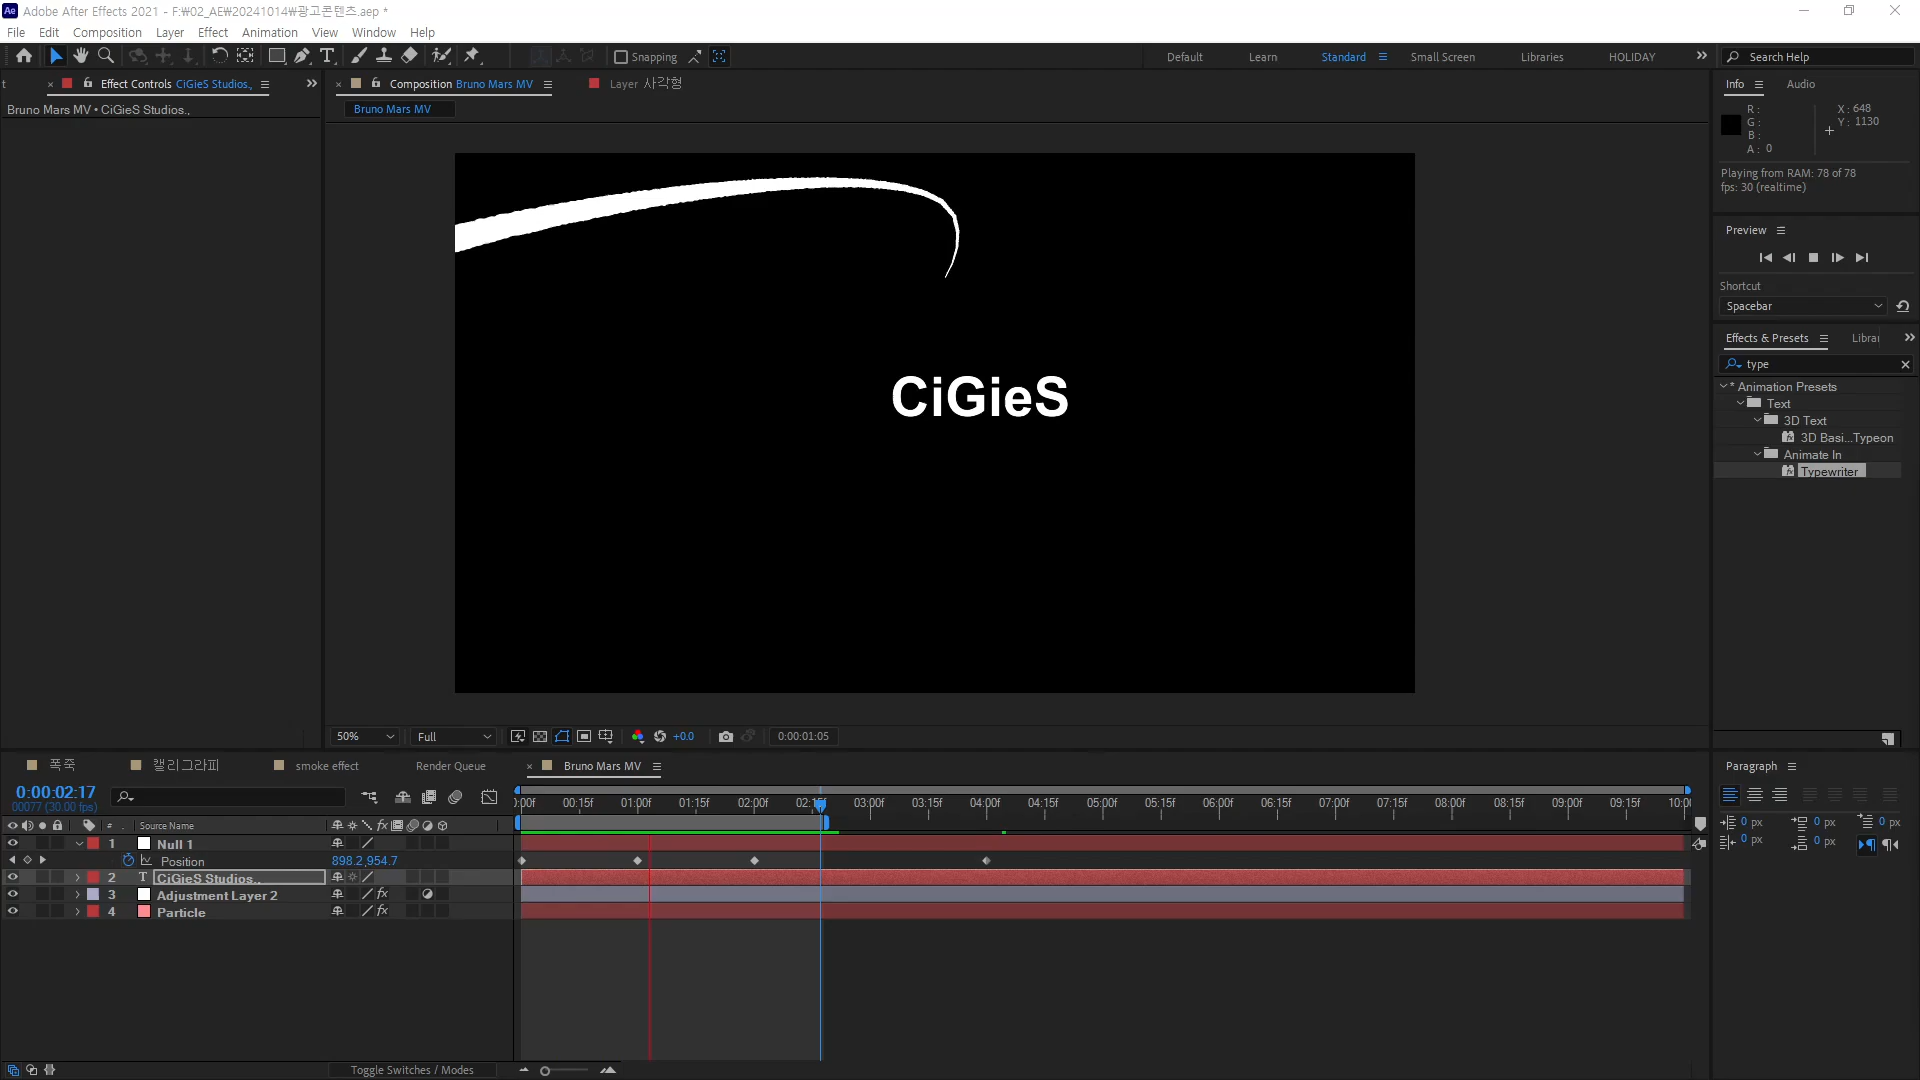 Adobe After Effects 2021 - F:₩02_AE₩20241014₩광고콘텐츠.aep *
File Edit Composition Layer Effect Animation View Window Help
Snapping Default Learn Standard Small Screen Libraries HOLIDAY Search Help
Effect Controls CiGieS Studios.,
Bruno Mars MV • CiGieS Studios.,
Composition Bruno Mars MV
Layer 사각형
Bruno Mars MV
CiGieS
50% Full +0.0 0:00:01:05
Info Audio
R :
G :
B :
A : 0
X : 648
Y : 1130
Playing from RAM: 78 of 78
fps: 30 (realtime)
Preview
Shortcut
Spacebar
Effects & Presets Librar
type
* Animation Presets
Text
3D Text
3D Basi...Typeon
Animate In
Typewriter
폭죽 캘리그라피 smoke effect Render Queue Bruno Mars MV
0:00:02:17
00077 (30.00 fps)
# . Source Name
):00f 00:15f 01:00f 01:15f 02:00f 02:15f 03:00f 03:15f 04:00f 04:15f 05:00f 05:15f 06:00f 06:15f 07:00f 07:15f 08:00f 08:15f 09:00f 09:15f 10:00
1 Null 1
Position 898.2,954.7
2 T CiGieS Studios.,
3 Adjustment Layer 2 fx
4 Particle fx
Toggle Switches / Modes
Paragraph
0 px 0 px 0 px
0 px 0 px